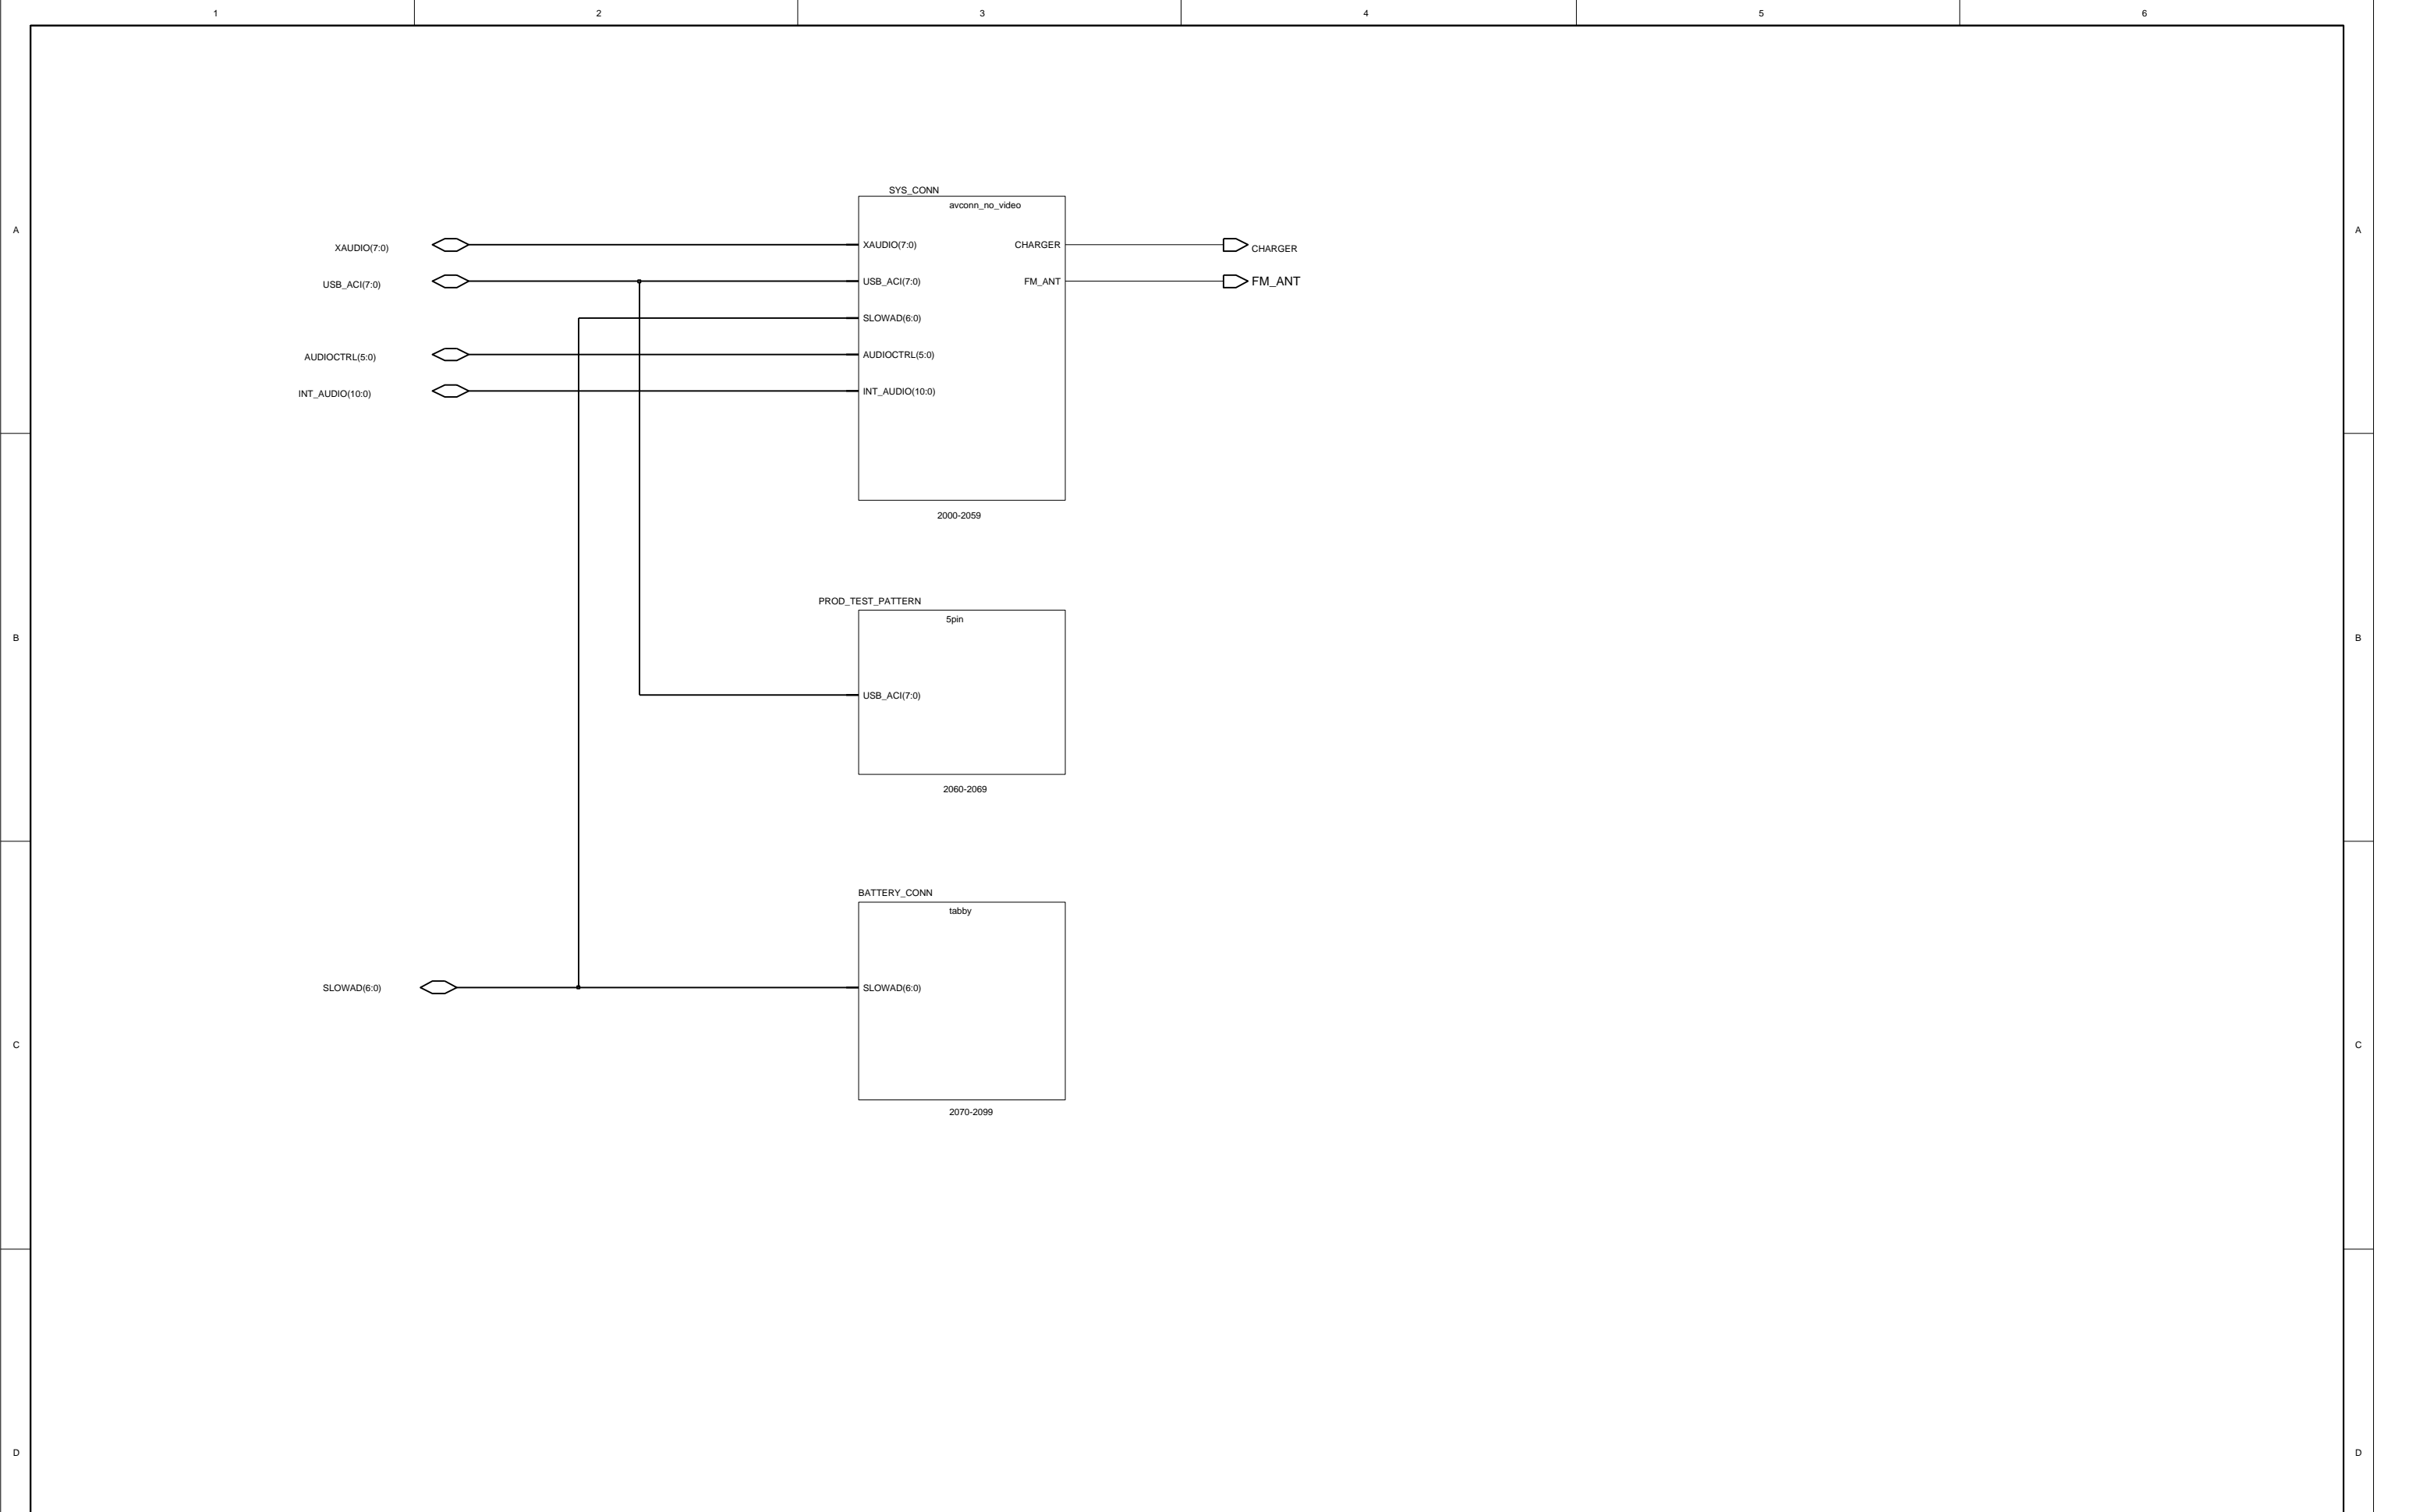 1 2 3 4 5 6
SYS_CONN
avconn_no_video
A A
XAUDIO(7:0) XAUDIO(7:0) CHARGER CHARGER
USB_ACI(7:0) USB_ACI(7:0) FM_ANT FM_ANT
SLOWAD(6:0)
AUDIOCTRL(5:0) AUDIOCTRL(5:0)
INT_AUDIO(10:0) INT_AUDIO(10:0)
2000-2059
PROD_TEST_PATTERN
5pin
B B
USB_ACI(7:0)
2060-2069
BATTERY_CONN
tabby
SLOWAD(6:0) SLOWAD(6:0)
C C
2070-2099
D D